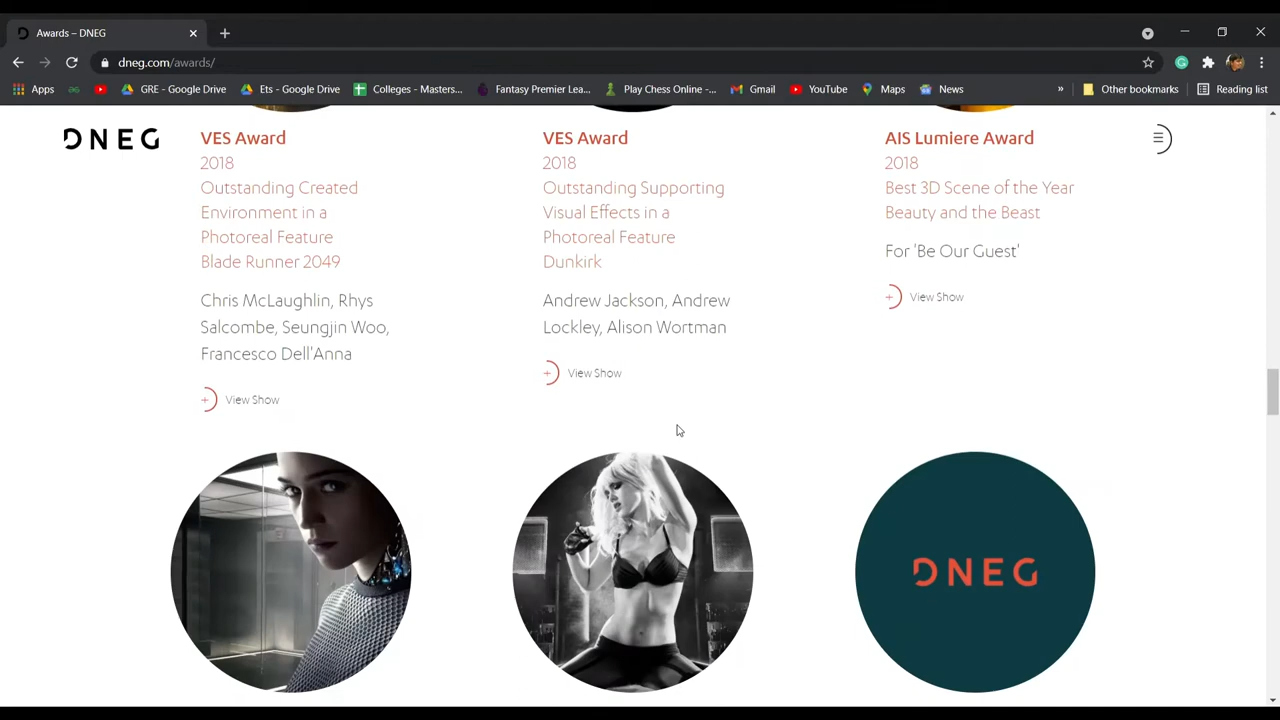 Awards – DNEG
dneg.com/awards/
Apps
GRE - Google Drive
Ets - Google Drive
Colleges - Masters...
Fantasy Premier Lea...
Play Chess Online -...
Gmail
YouTube
Maps
News
»
Other bookmarks
Reading list
DNEG
VES Award
2018
Outstanding Created
Environment in a
Photoreal Feature
Blade Runner 2049
Chris McLaughlin, Rhys
Salcombe, Seungjin Woo,
Francesco Dell'Anna
+ View Show
VES Award
2018
Outstanding Supporting
Visual Effects in a
Photoreal Feature
Dunkirk
Andrew Jackson, Andrew
Lockley, Alison Wortman
+ View Show
AIS Lumiere Award
2018
Best 3D Scene of the Year
Beauty and the Beast
For 'Be Our Guest'
+ View Show
DNEG